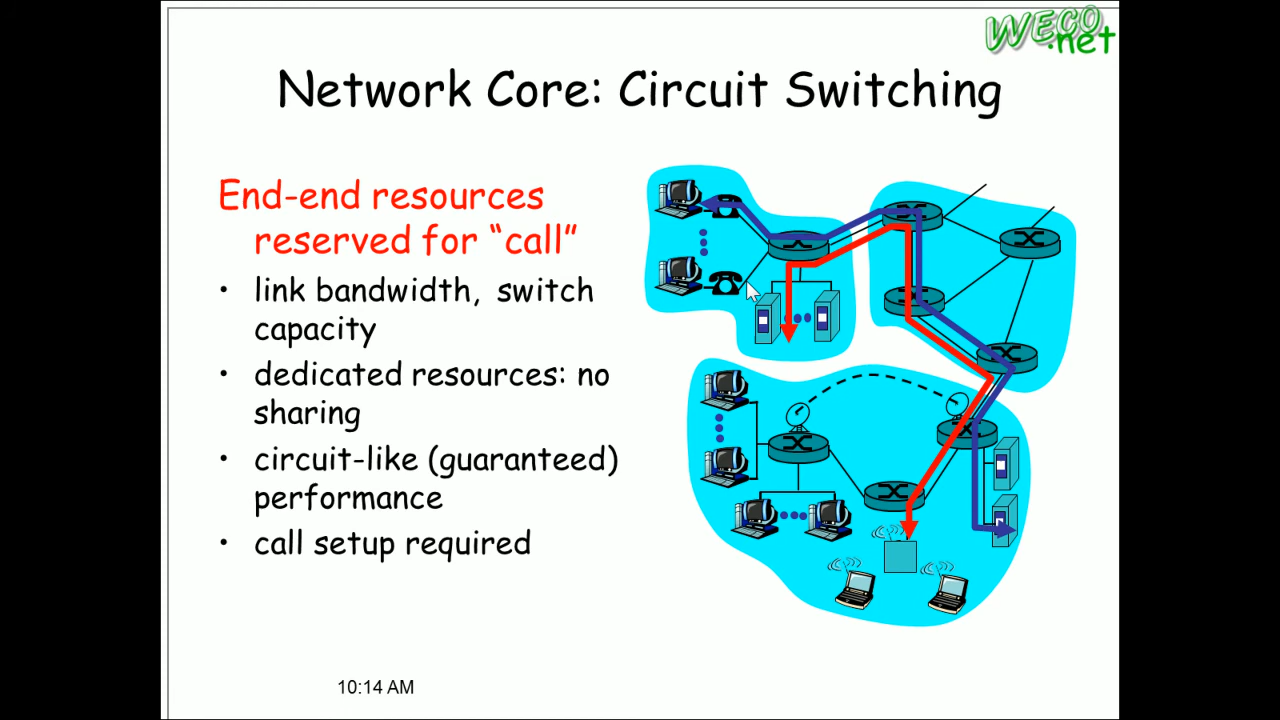 WECO
.net
Network Core: Circuit Switching
End-end resources
reserved for “call”
• link bandwidth, switch
capacity
• dedicated resources: no
sharing
• circuit-like (guaranteed)
performance
• call setup required
10:14 AM